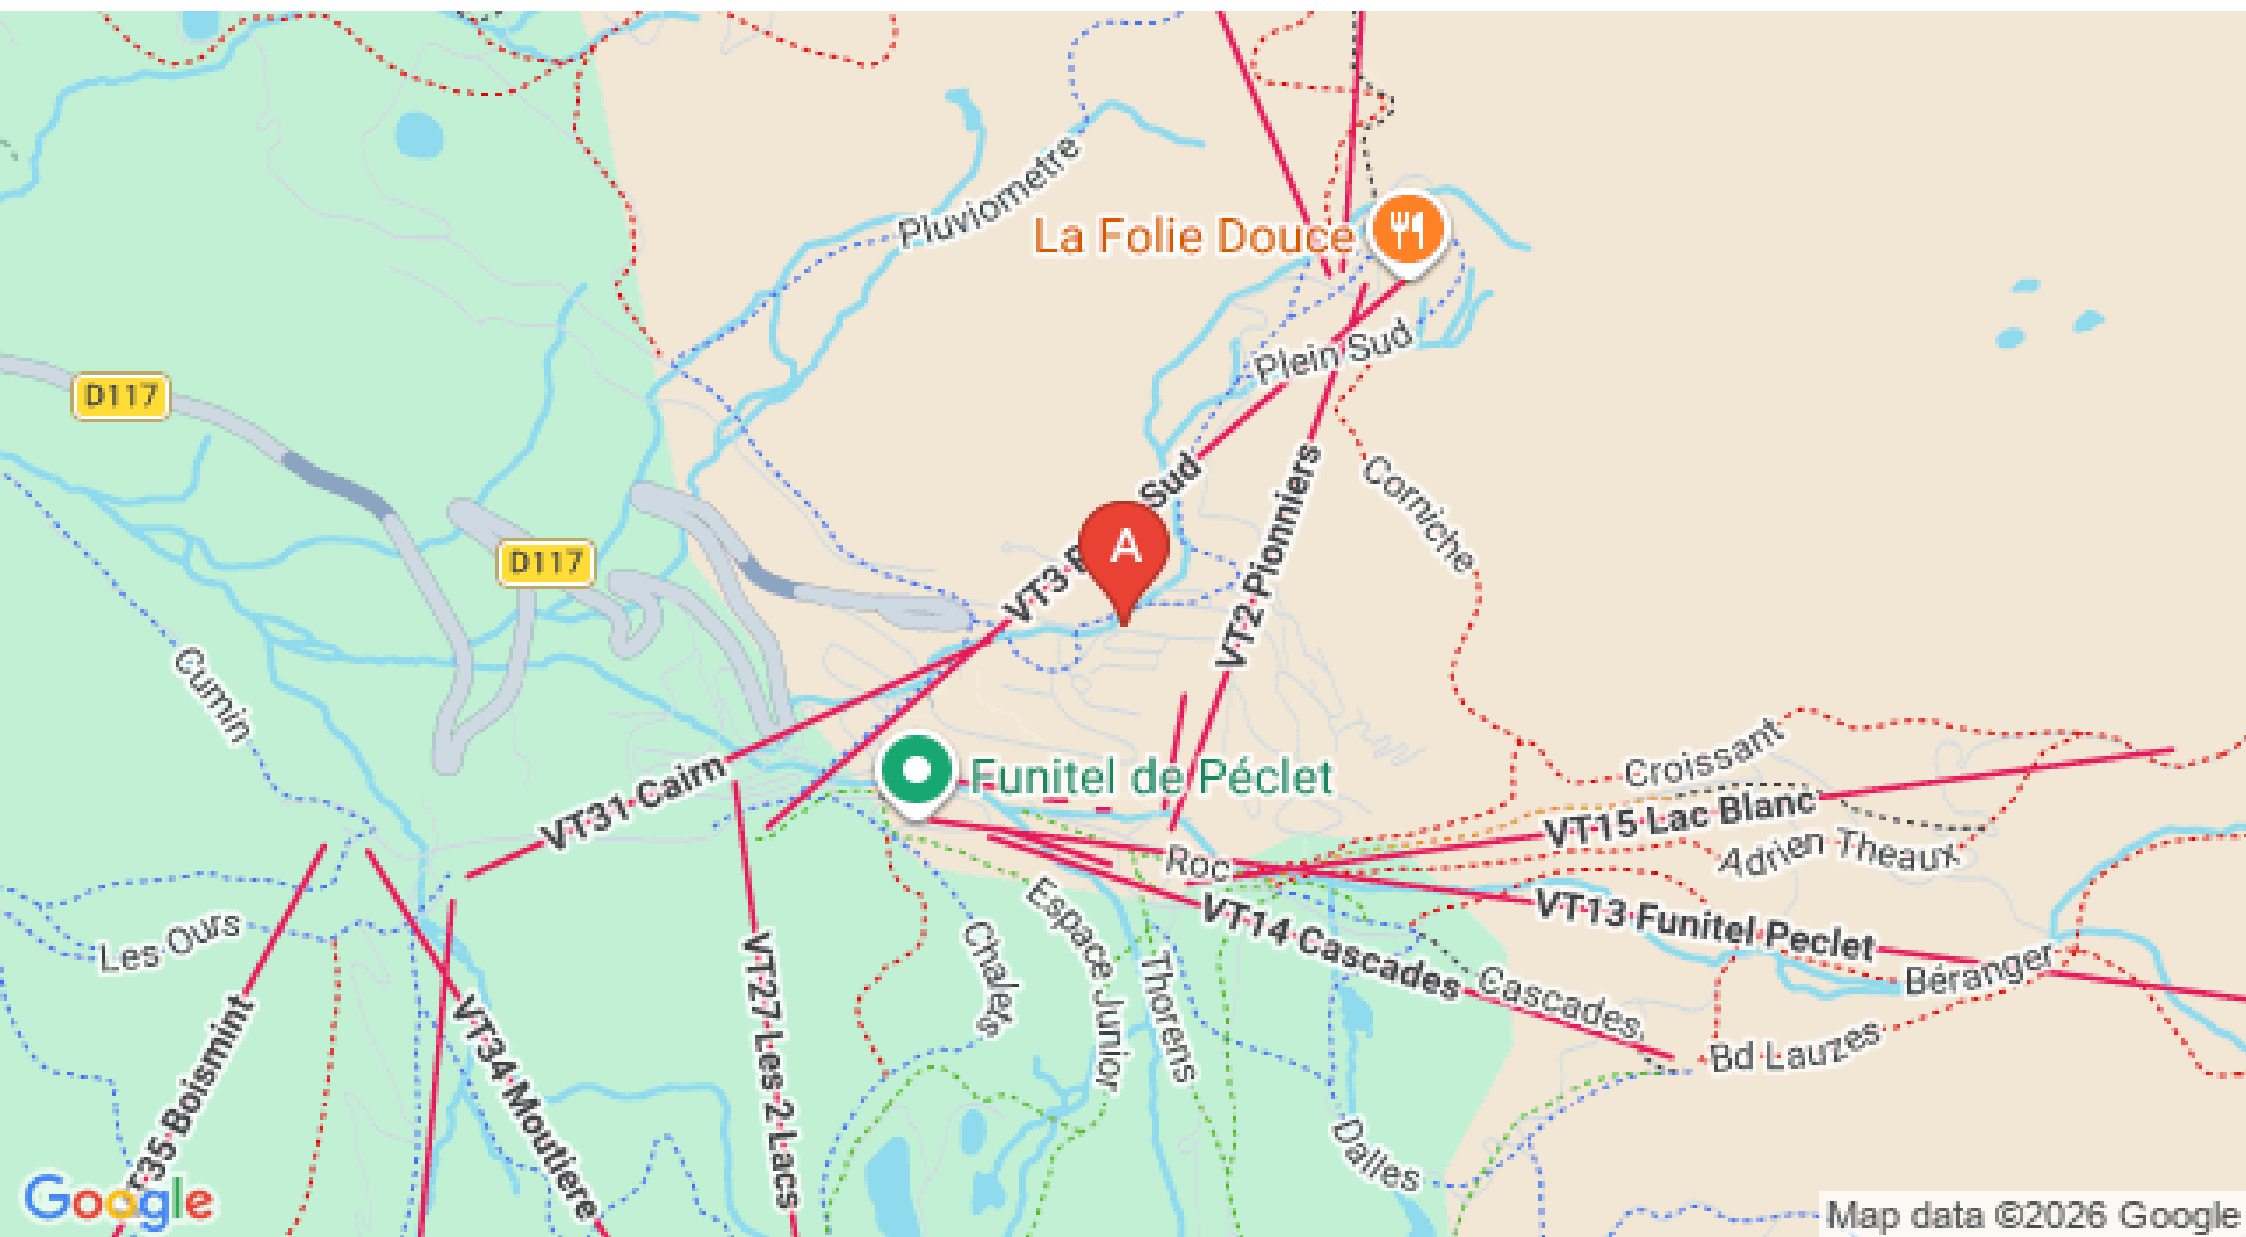 Pluviometre
La Folie Douce
Plein Sud
D117
Sud
VT3
A
Corniche
VT2 Pionniers
D117
Cumin
Croissant
Funitel de Péclet
VT31 Cairn
VT15 Lac Blanc
Adrien Theaux
Roc
VT13 Funitel Peclet
VT14 Cascades
Les Ours
Espace Junior
Chalets
Thorens
Cascades
Béranger
Bd Lauzes
VT27 Les 2 Lacs
VT34 Moutiere
T35 Boismint
Dalles
Google
Map data ©2026 Google